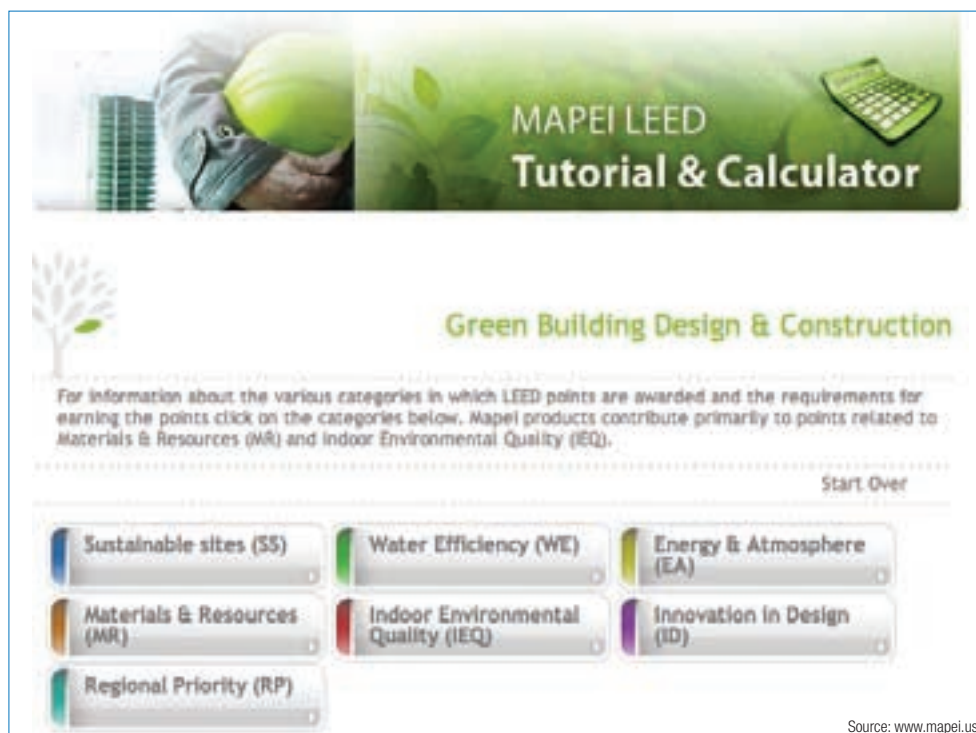 MAPEI LEED
Tutorial & Calculator
Green Building Design & Construction
For information about the various categories in which LEED points are awarded and the requirements for
earning the points click on the categories below. Mapei products contribute primarily to points related to
Materials & Resources (MR) and Indoor Environmental Quality (IEQ).
Start Over
Sustainable sites (SS)
Water Efficiency (WE)
Energy & Atmosphere
(EA)
Materials & Resources
(MR)
Indoor Environmental
Quality (IEQ)
Innovation in Design
(ID)
Regional Priority (RP)
Source: www.mapei.us